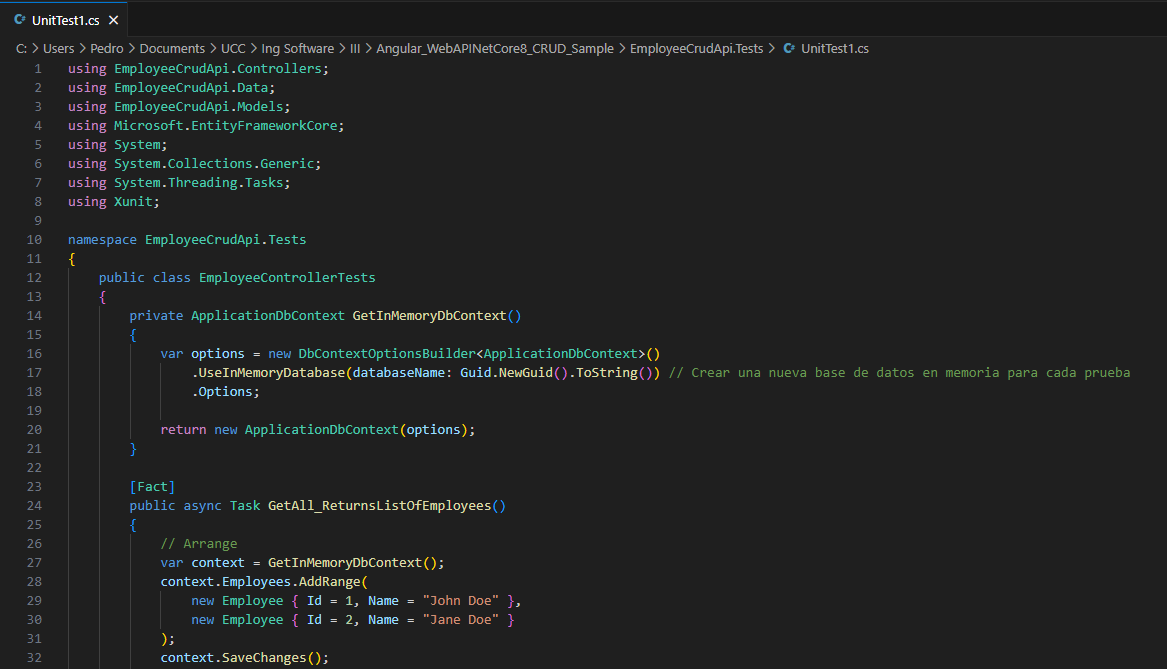 UnitTest1.cs
C: > Users > Pedro > Documents > UCC > Ing Software > III > Angular_WebAPINetCore8_CRUD_Sample > EmployeeCrudApi.Tests > UnitTest1.cs
1 using EmployeeCrudApi.Controllers;
2 using EmployeeCrudApi.Data;
3 using EmployeeCrudApi.Models;
4 using Microsoft.EntityFrameworkCore;
5 using System;
6 using System.Collections.Generic;
7 using System.Threading.Tasks;
8 using Xunit;
9
10 namespace EmployeeCrudApi.Tests
11 {
12     public class EmployeeControllerTests
13     {
14         private ApplicationDbContext GetInMemoryDbContext()
15         {
16             var options = new DbContextOptionsBuilder<ApplicationDbContext>()
17                 .UseInMemoryDatabase(databaseName: Guid.NewGuid().ToString()) // Crear una nueva base de datos en memoria para cada prueba
18                 .Options;
19
20             return new ApplicationDbContext(options);
21         }
22
23         [Fact]
24         public async Task GetAll_ReturnsListOfEmployees()
25         {
26             // Arrange
27             var context = GetInMemoryDbContext();
28             context.Employees.AddRange(
29                 new Employee { Id = 1, Name = "John Doe" },
30                 new Employee { Id = 2, Name = "Jane Doe" }
31             );
32             context.SaveChanges();